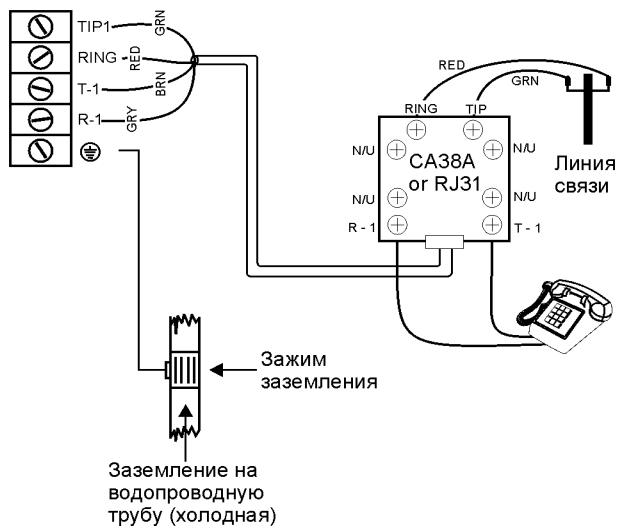 TIP1
GRN
RING
RED
T-1
BRN
R-1
GRY
RED
GRN
RING
TIP
N/U
N/U
CA38A
or RJ31
N/U
N/U
R - 1
T - 1
Линия
связи
Зажим
заземления
Заземление на
водопроводную
трубу (холодная)